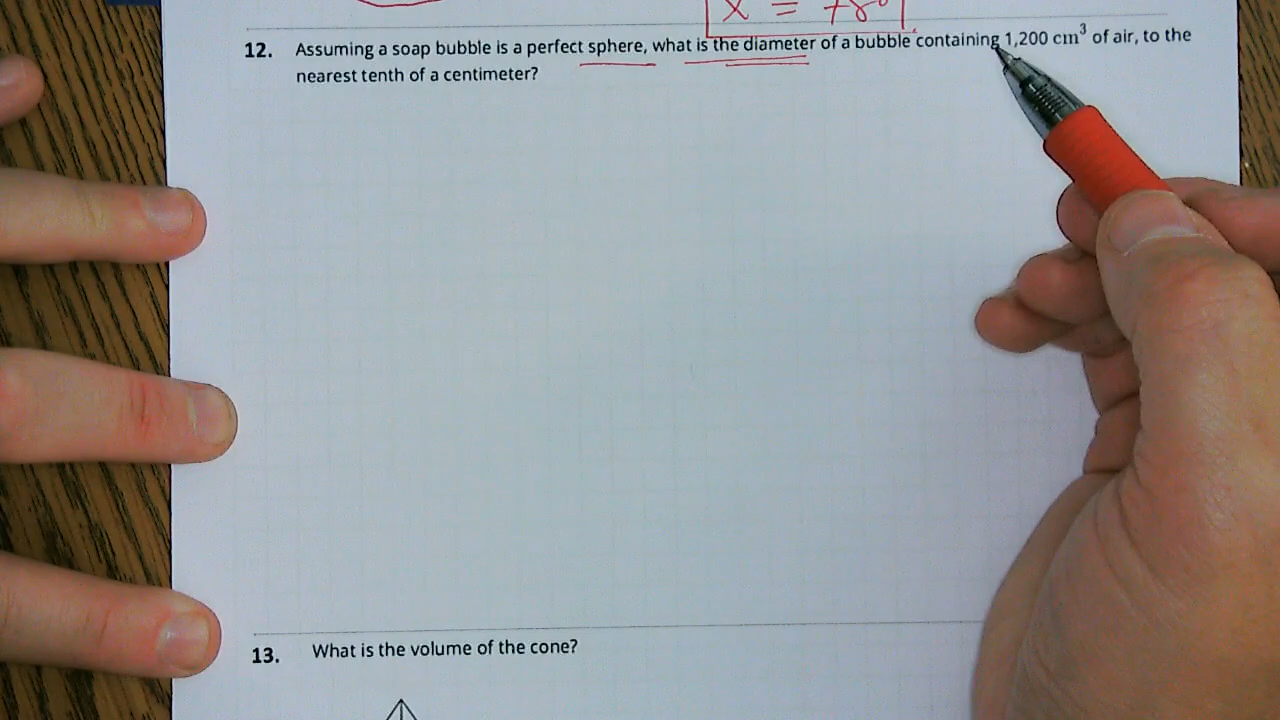 x = 78°
12. Assuming a soap bubble is a perfect sphere, what is the diameter of a bubble containing 1,200 cm³ of air, to the
nearest tenth of a centimeter?
13. What is the volume of the cone?